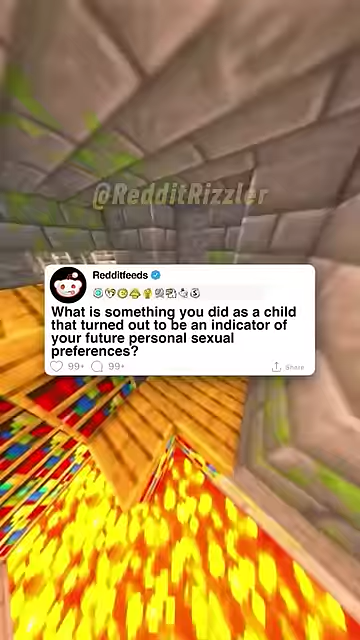 @RedditRizzler
Redditfeeds
What is something you did as a child
that turned out to be an indicator of
your future personal sexual
preferences?
99+ 99+ Share